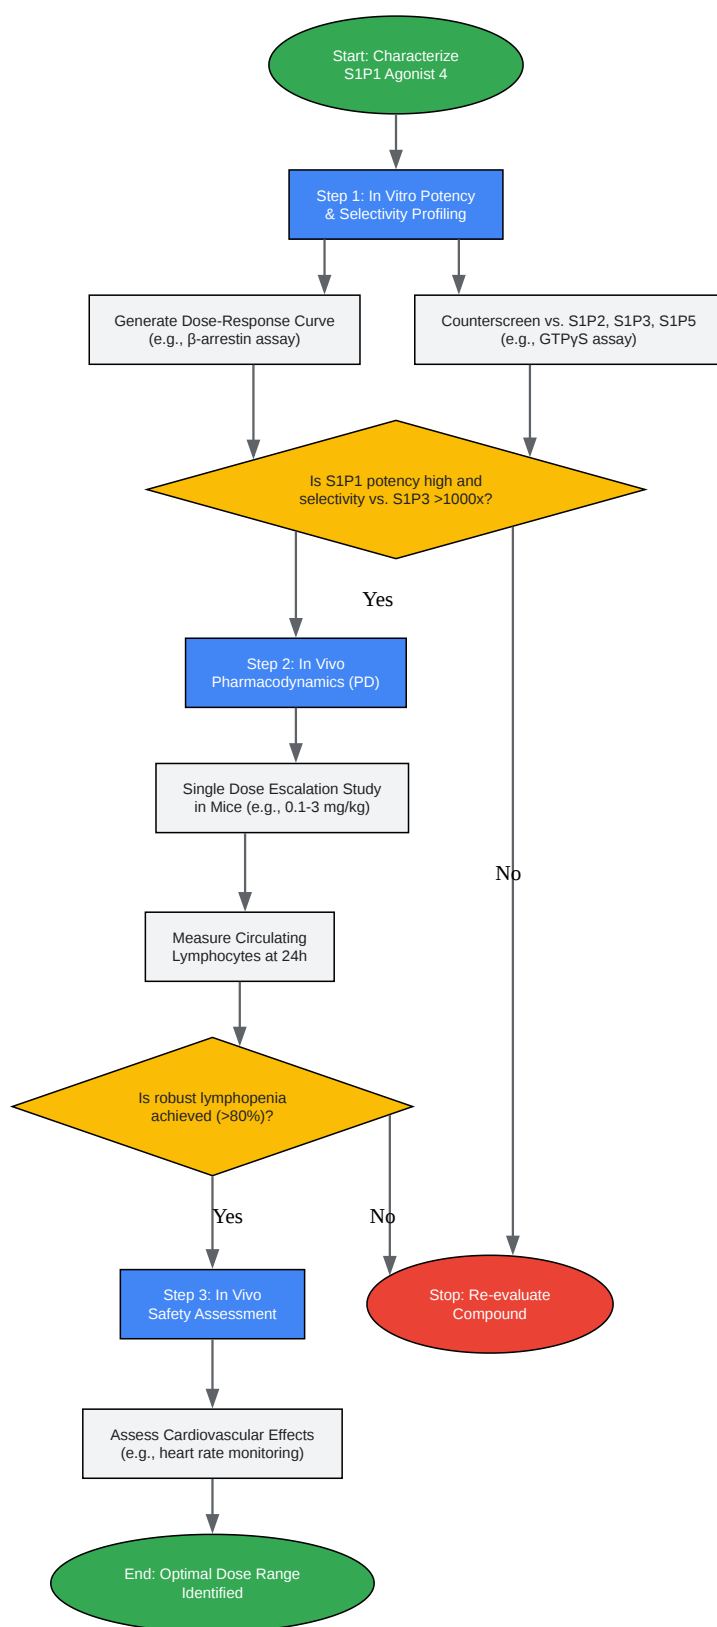 Start: Characterize
S1P1 Agonist 4
Step 1: In Vitro Potency
& Selectivity Profiling
Generate Dose-Response Curve
(e.g., β-arrestin assay)
Counterscreen vs. S1P2, S1P3, S1P5
(e.g., GTPγS assay)
Is S1P1 potency high and
selectivity vs. S1P3 >1000x?
Yes
Step 2: In Vivo
Pharmacodynamics (PD)
Single Dose Escalation Study
in Mice (e.g., 0.1-3 mg/kg)
No
Measure Circulating
Lymphocytes at 24h
Is robust lymphopenia
achieved (>80%)?
Yes
No
Step 3: In Vivo
Safety Assessment
Stop: Re-evaluate
Compound
Assess Cardiovascular Effects
(e.g., heart rate monitoring)
End: Optimal Dose Range
Identified